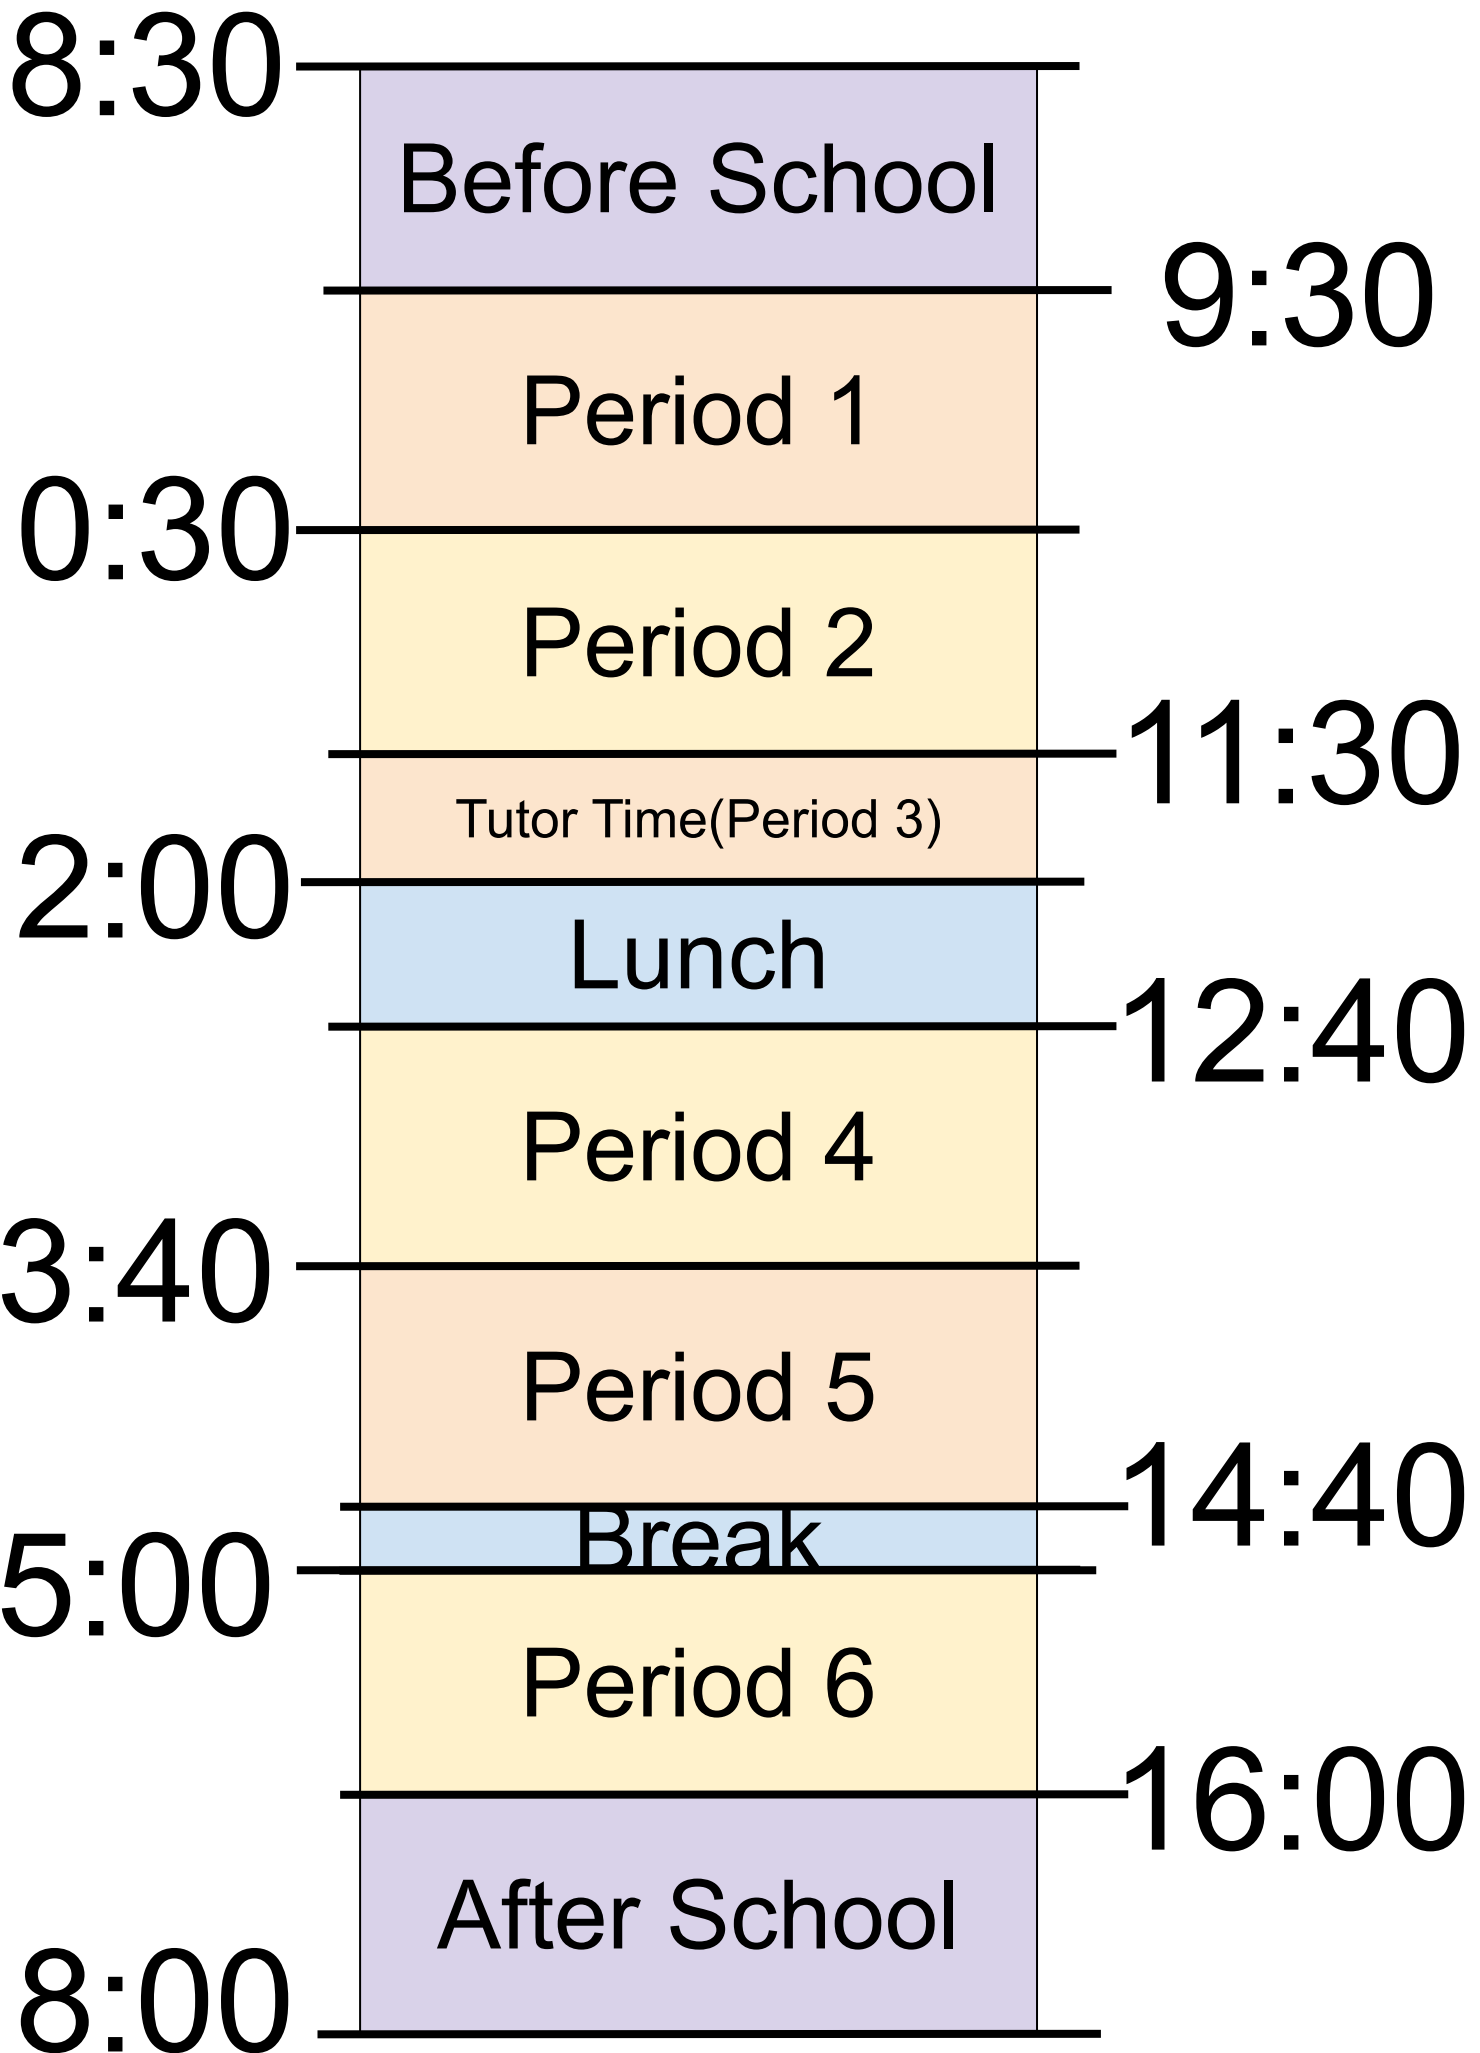 8:30
Before School
9:30
Period 1
0:30
Period 2
11:30
Tutor Time(Period 3)
2:00
Lunch
12:40
Period 4
3:40
Period 5
14:40
Break
5:00
Period 6
16:00
After School
8:00